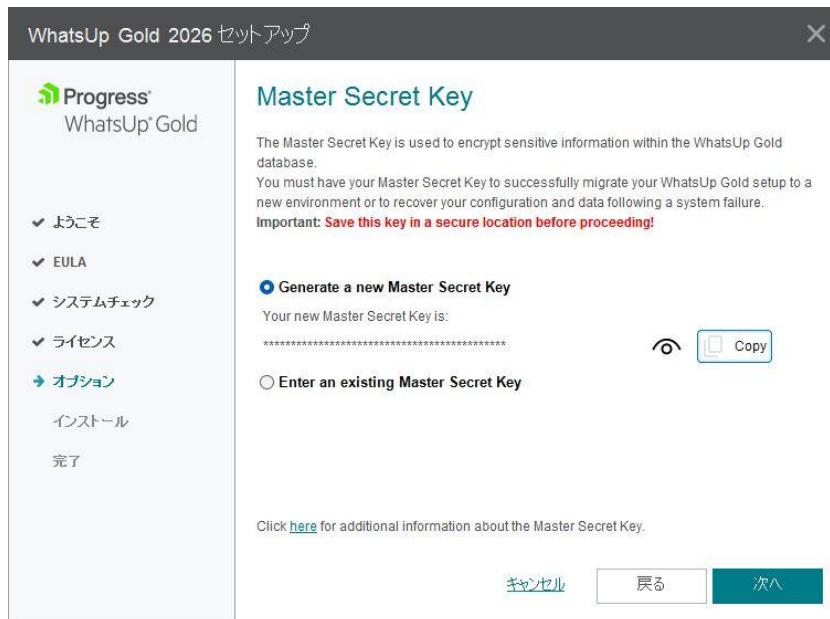 WhatsUp Gold 2026 セットアップ
Progress®
WhatsUp® Gold
✔ ようこそ
✔ EULA
✔ システムチェック
✔ ライセンス
➔ オプション
インストール
完了
Master Secret Key
The Master Secret Key is used to encrypt sensitive information within the WhatsUp Gold
database.
You must have your Master Secret Key to successfully migrate your WhatsUp Gold setup to a
new environment or to recover your configuration and data following a system failure.
Important: Save this key in a secure location before proceeding!
Generate a new Master Secret Key
Your new Master Secret Key is:
********************************************
Copy
Enter an existing Master Secret Key
Click here for additional information about the Master Secret Key.
キャンセル
戻る
次へ